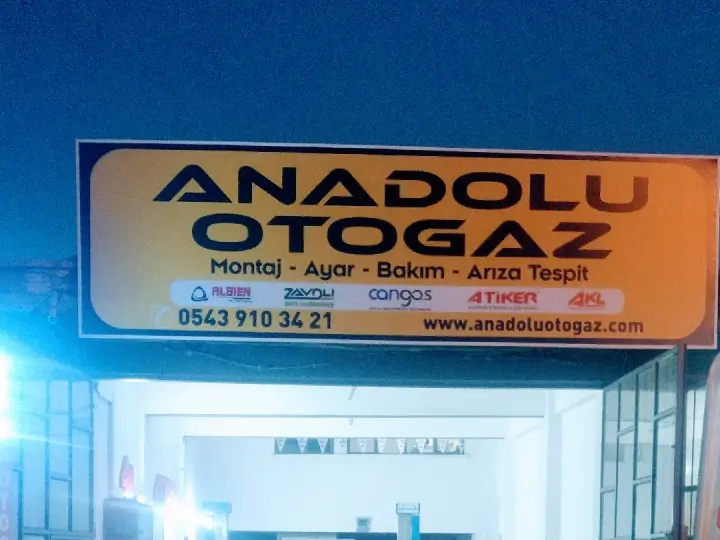 ANADOLU
OTOGAZ
Montaj - Ayar - Bakım - Arıza Tespit
ALBIEN ZAVOLI cangas ATİKER AKL
0543 910 34 21 www.anadoluotogaz.com